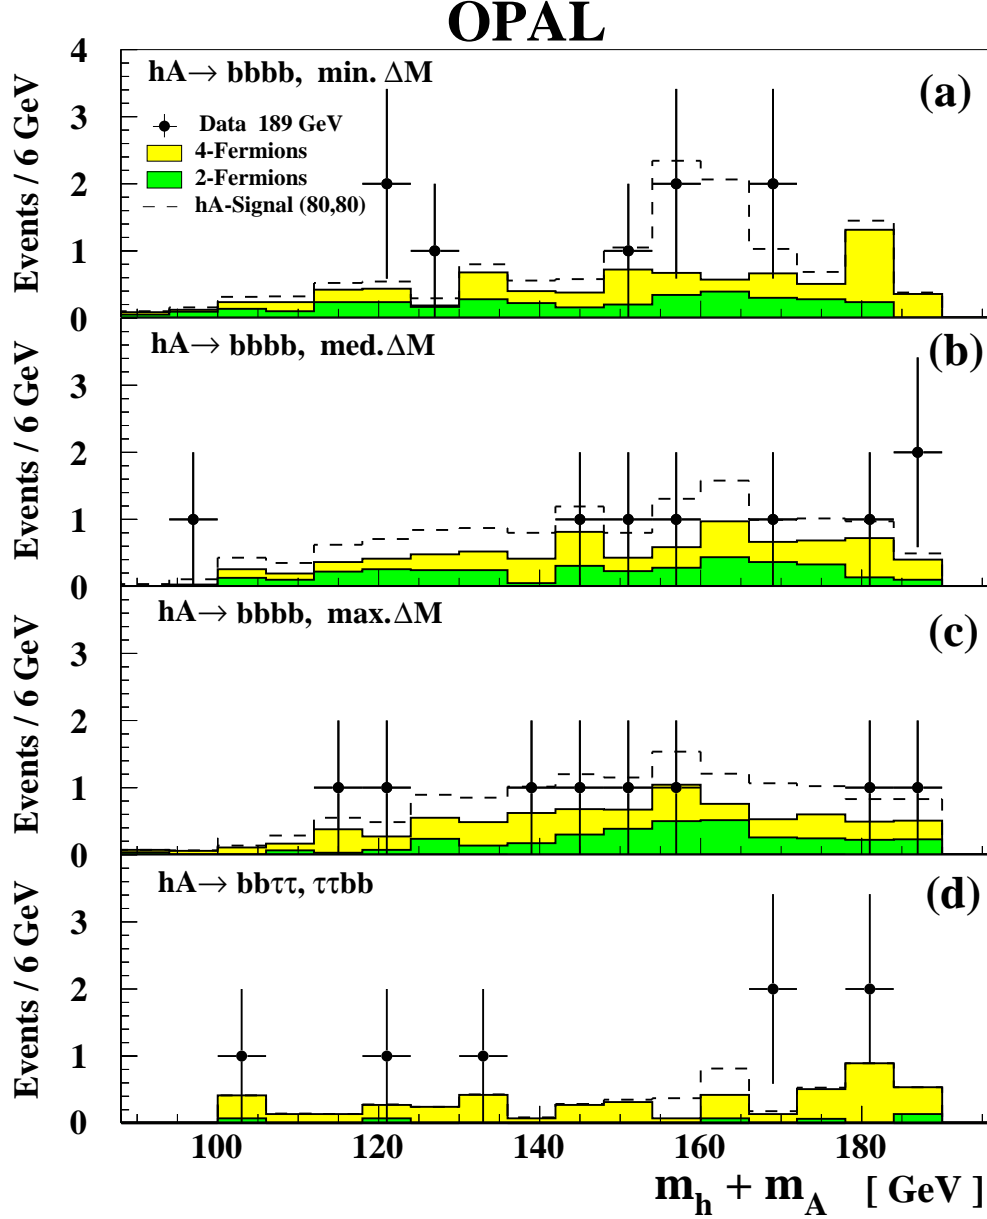 OPAL
Events / 6 GeV
4
3
2
1
0
hA→ bbbb, min. ΔM
(a)
Data 189 GeV
4-Fermions
2-Fermions
hA-Signal (80,80)
Events / 6 GeV
3
2
1
0
hA→ bbbb, med. ΔM
(b)
Events / 6 GeV
3
2
1
0
hA→ bbbb, max. ΔM
(c)
Events / 6 GeV
3
2
1
0
hA→ bbττ, ττbb
(d)
100 120 140 160 180
m_h + m_A [ GeV ]